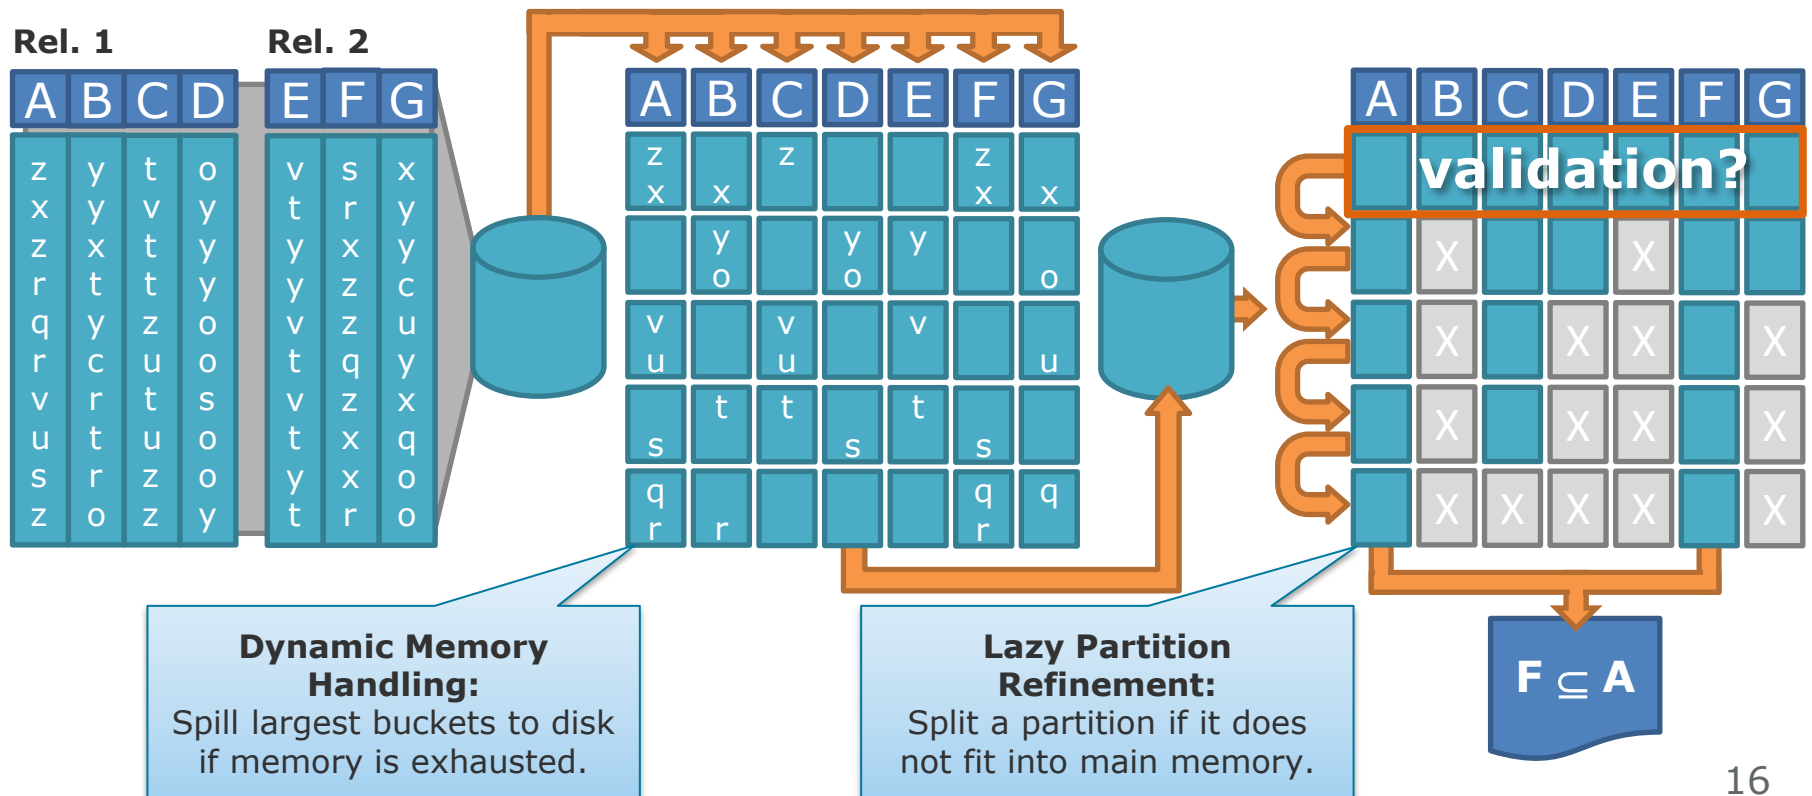 Rel. 1 Rel. 2
A B C D E F G
z y t o v s x
x y v y t r y
z x t y y x y
r t t y y z c
q y z o v z u
r c u o t q y
v r t s v z x
u t u o t x q
s r z o y x o
z o z y t r o
A B C D E F G
z z z
x x x x
y y y
o o o
v v v
u u u
t t t
s s s
q q q
r r r
A B C D E F G
validation?
X X
X X X X
X X X X
X X X X X
Dynamic Memory
Handling:
Spill largest buckets to disk
if memory is exhausted.
Lazy Partition
Refinement:
Split a partition if it does
not fit into main memory.
F ⊆ A
16